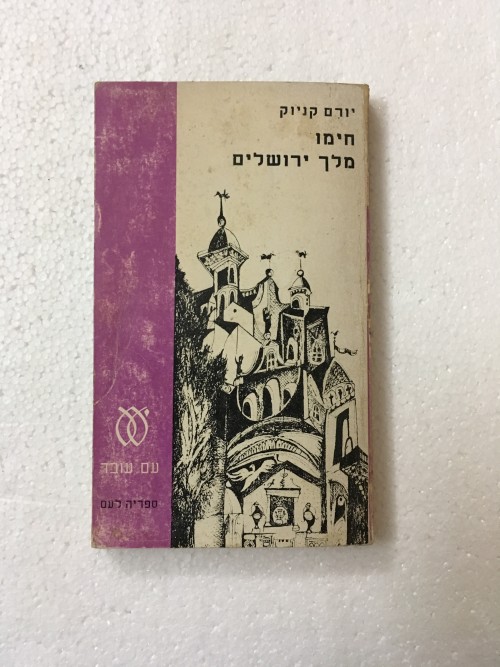 יורם קניוק
חימו
מלך ירושלים
עם עובד
ספריה לעם